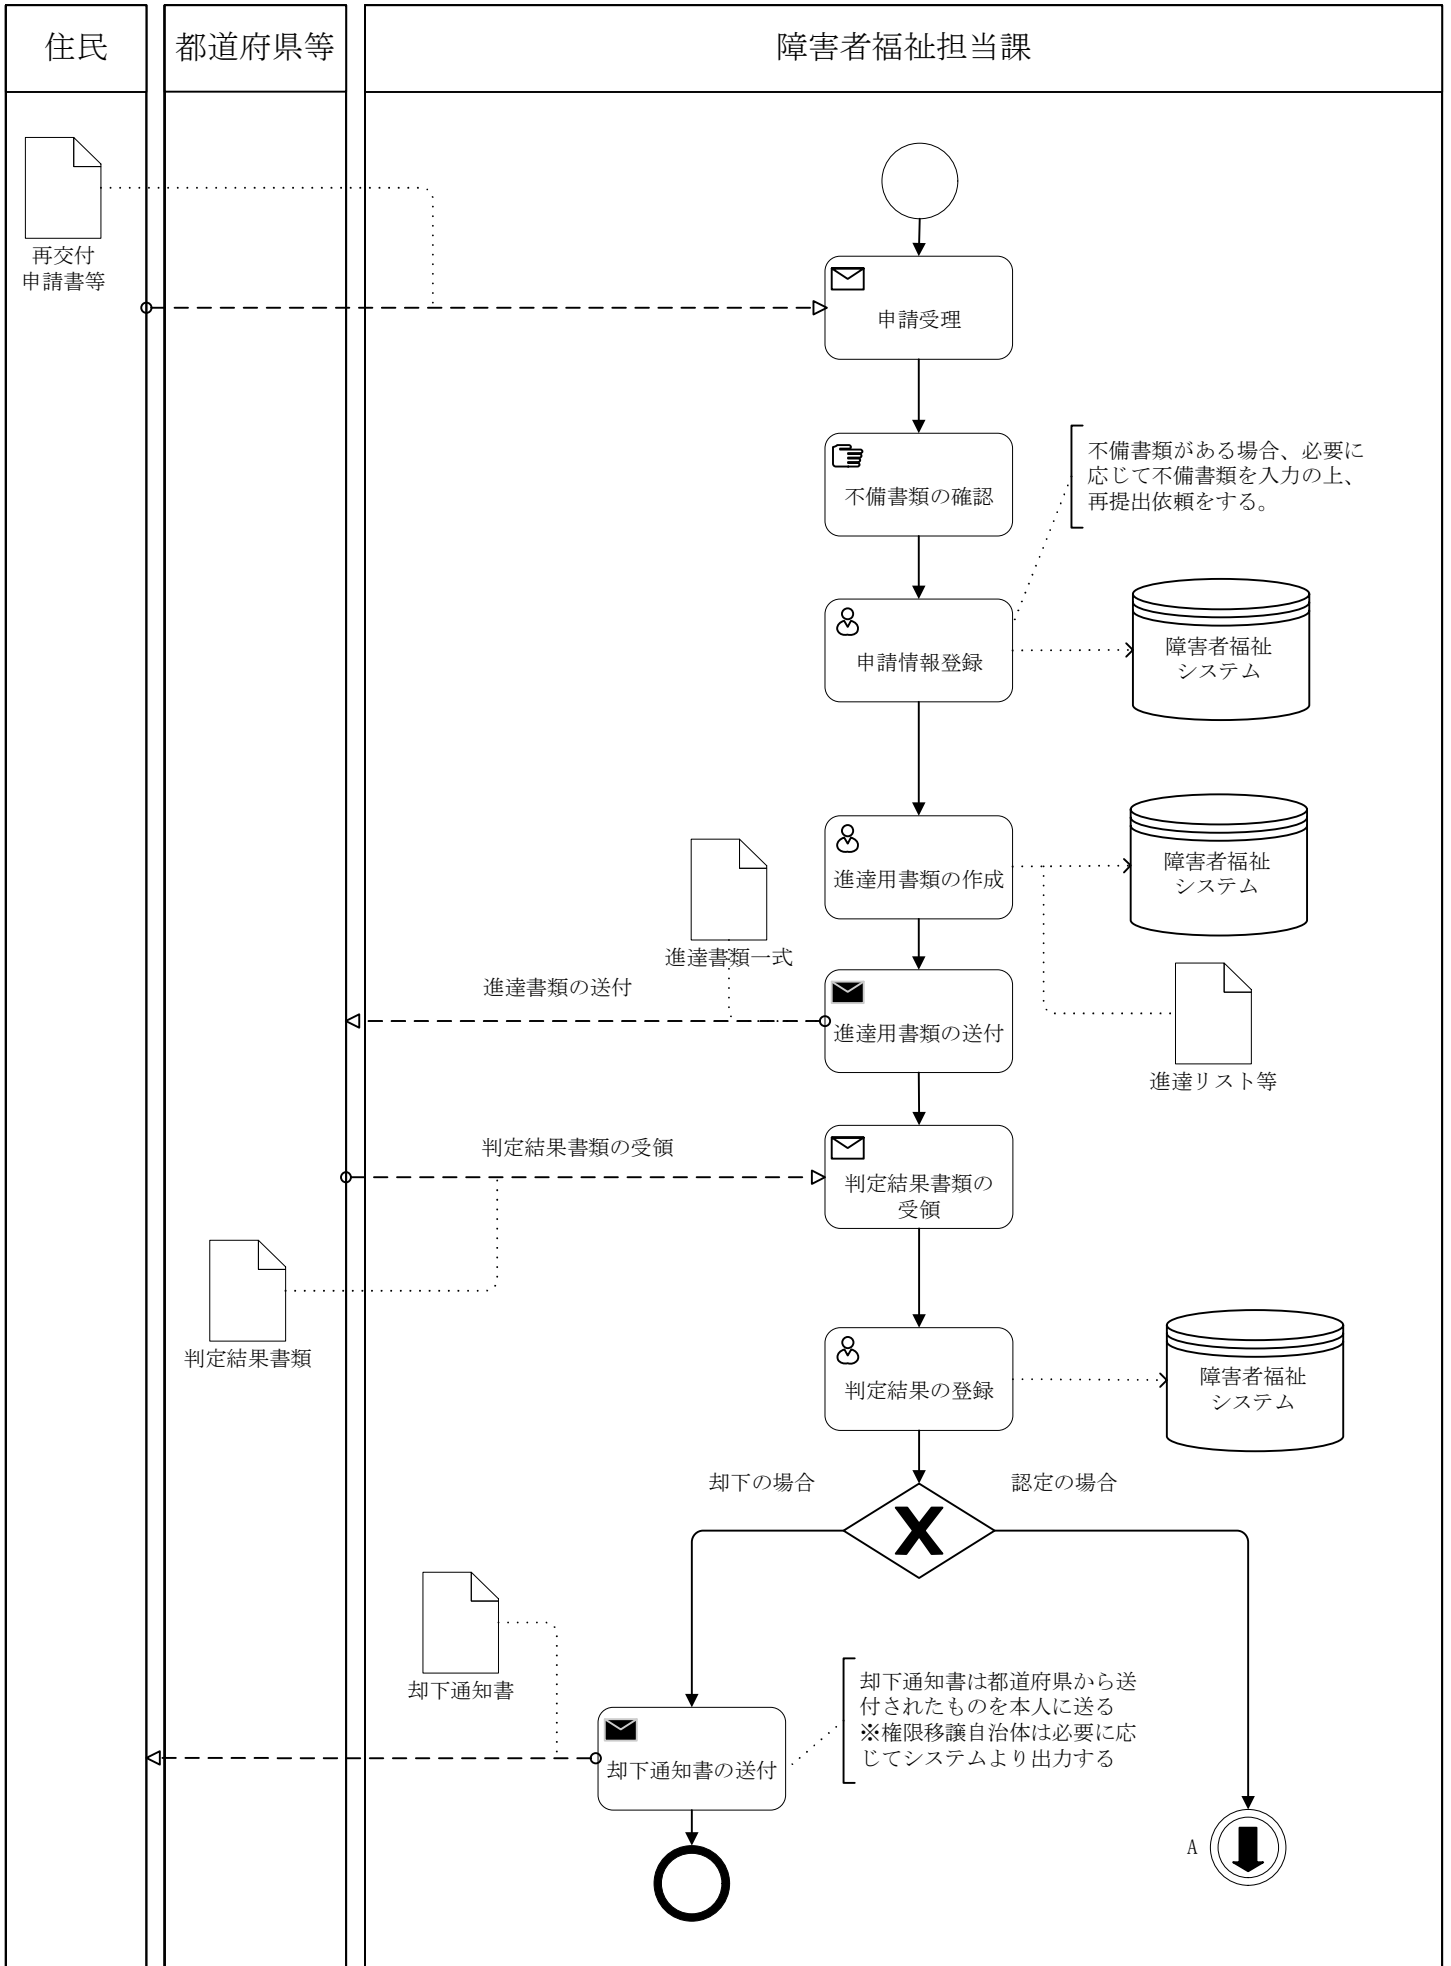 住民
都道府県等
障害者福祉担当課
再交付
申請書等
申請受理
不備書類の確認
不備書類がある場合、必要に
応じて不備書類を入力の上、
再提出依頼をする。
申請情報登録
障害者福祉
システム
進達用書類の作成
障害者福祉
システム
進達書類一式
進達書類の送付
進達用書類の送付
進達リスト等
判定結果書類の受領
判定結果書類の
受領
判定結果書類
判定結果の登録
障害者福祉
システム
却下の場合
認定の場合
却下通知書
却下通知書は都道府県から送
付されたものを本人に送る
※権限移譲自治体は必要に応
じてシステムより出力する
却下通知書の送付
A